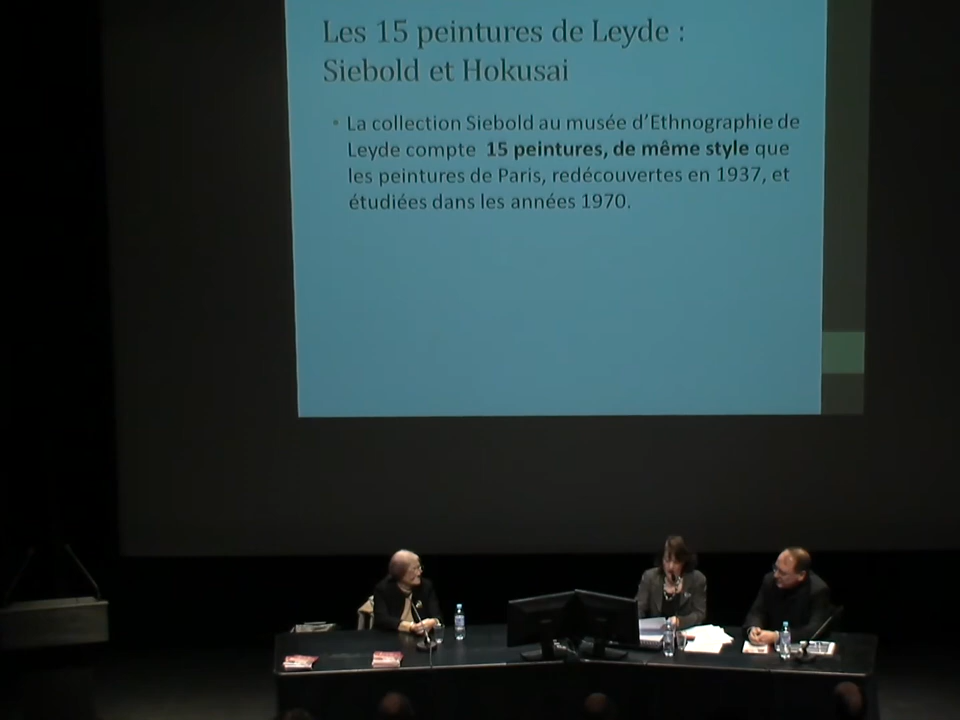 Les 15 peintures de Leyde :
Siebold et Hokusai
• La collection Siebold au musée d'Ethnographie de
Leyde compte 15 peintures, de même style que
les peintures de Paris, redécouvertes en 1937, et
étudiées dans les années 1970.